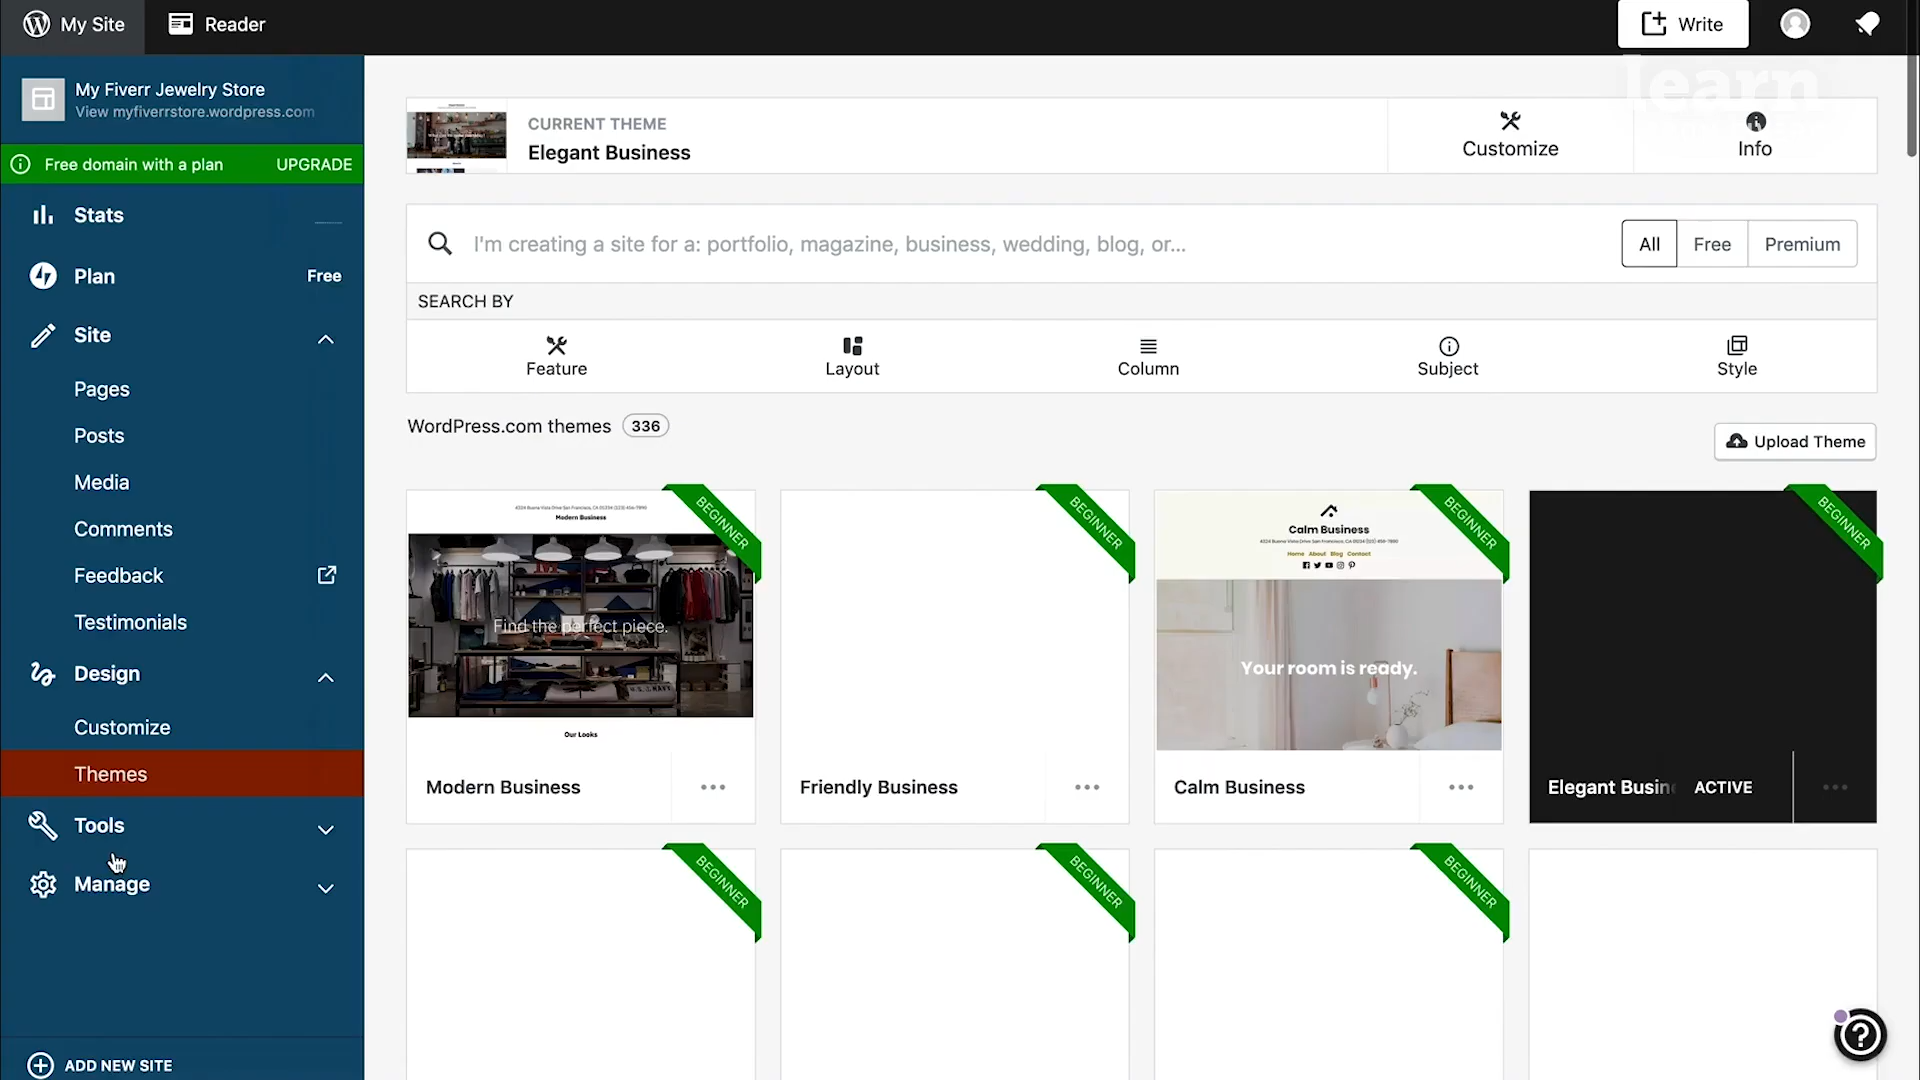 My Site
Reader
Write
learn
My Fiverr Jewelry Store
View myfiverrstore.wordpress.com
Free domain with a plan
UPGRADE
Stats
Plan
Free
Site
Pages
Posts
Media
Comments
Feedback
Testimonials
Design
Customize
Themes
Tools
Manage
ADD NEW SITE
CURRENT THEME
Elegant Business
Customize
Info
I'm creating a site for a: portfolio, magazine, business, wedding, blog, or...
All
Free
Premium
SEARCH BY
Feature
Layout
Column
Subject
Style
WordPress.com themes 336
Upload Theme
BEGINNER
Modern Business
Find the perfect piece.
Our Looks
Modern Business
BEGINNER
Friendly Business
BEGINNER
Calm Business
Home About Blog Contact
Your room is ready.
Calm Business
BEGINNER
Elegant Busin
ACTIVE
BEGINNER
BEGINNER
BEGINNER